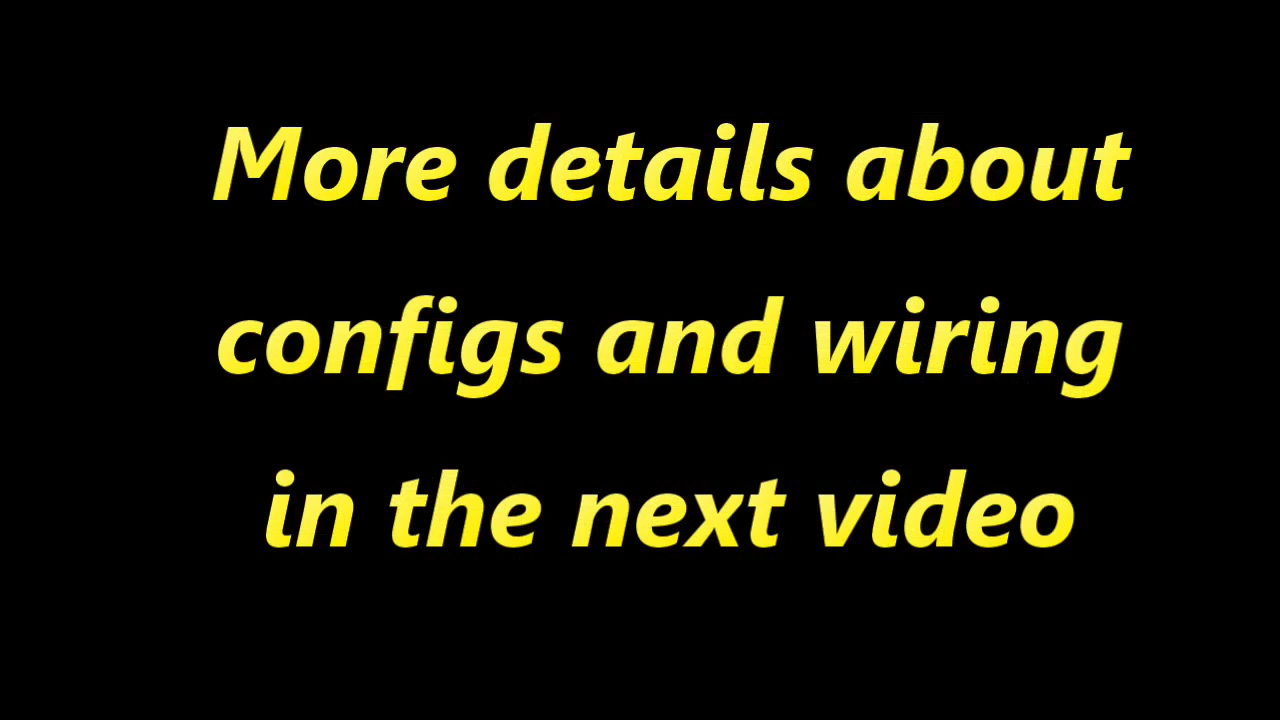 More details about
configs and wiring
in the next video